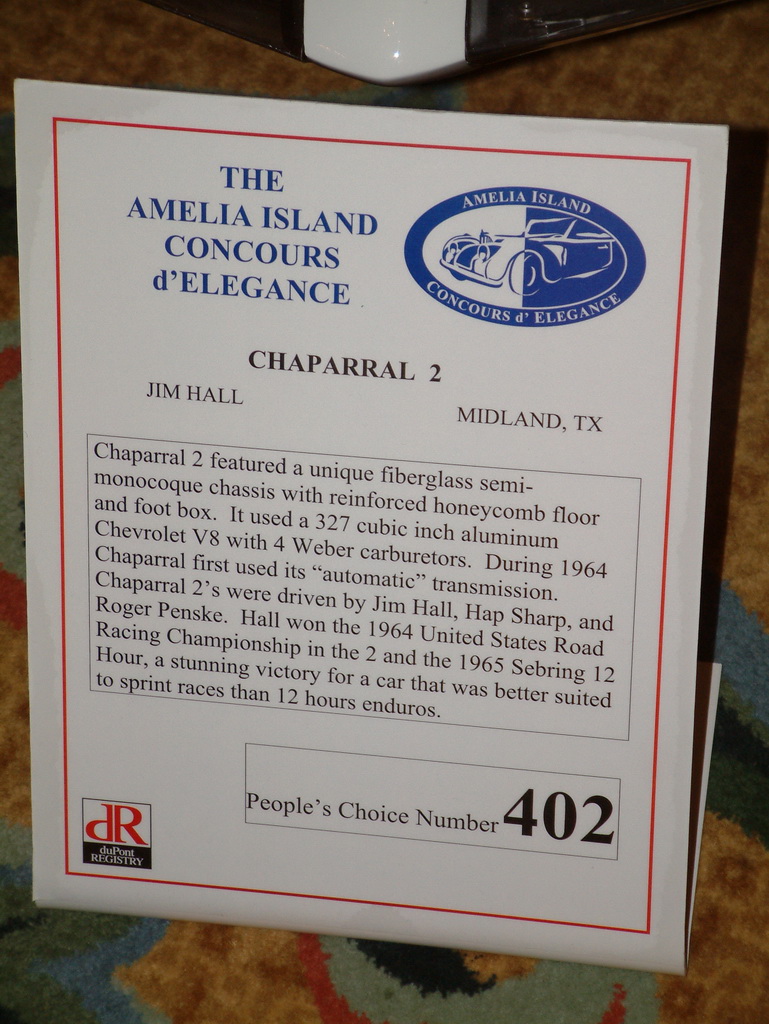 THE
AMELIA ISLAND
CONCOURS
d'ELEGANCE
AMELIA ISLAND
CONCOURS d' ELEGANCE
CHAPARRAL 2
JIM HALL
MIDLAND, TX
Chaparral 2 featured a unique fiberglass semi-
monocoque chassis with reinforced honeycomb floor
and foot box. It used a 327 cubic inch aluminum
Chevrolet V8 with 4 Weber carburetors. During 1964
Chaparral first used its "automatic" transmission.
Chaparral 2's were driven by Jim Hall, Hap Sharp, and
Roger Penske. Hall won the 1964 United States Road
Racing Championship in the 2 and the 1965 Sebring 12
Hour, a stunning victory for a car that was better suited
to sprint races than 12 hours enduros.
People's Choice Number 402
dR
duPont
REGISTRY